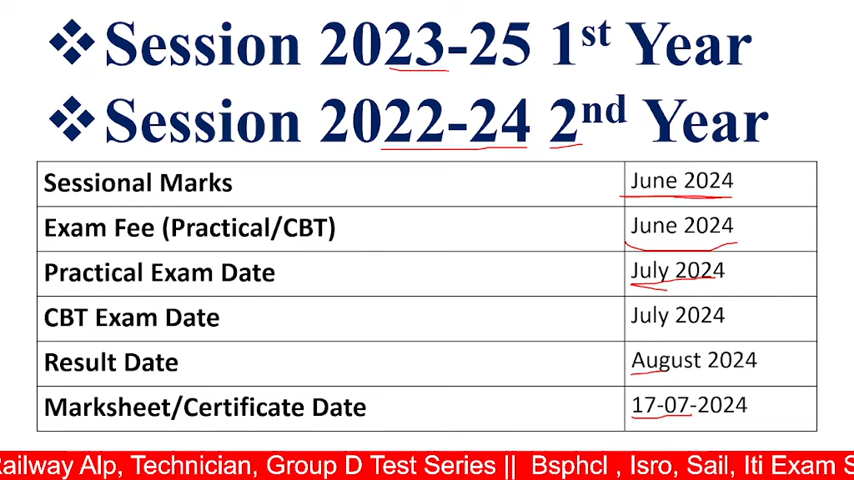 ❖Session 2023-25 1st Year
❖Session 2022-24 2nd Year
Sessional Marks June 2024
Exam Fee (Practical/CBT) June 2024
Practical Exam Date July 2024
CBT Exam Date July 2024
Result Date August 2024
Marksheet/Certificate Date 17-07-2024
Railway Alp, Technician, Group D Test Series || Bsphcl , Isro, Sail, Iti Exam S